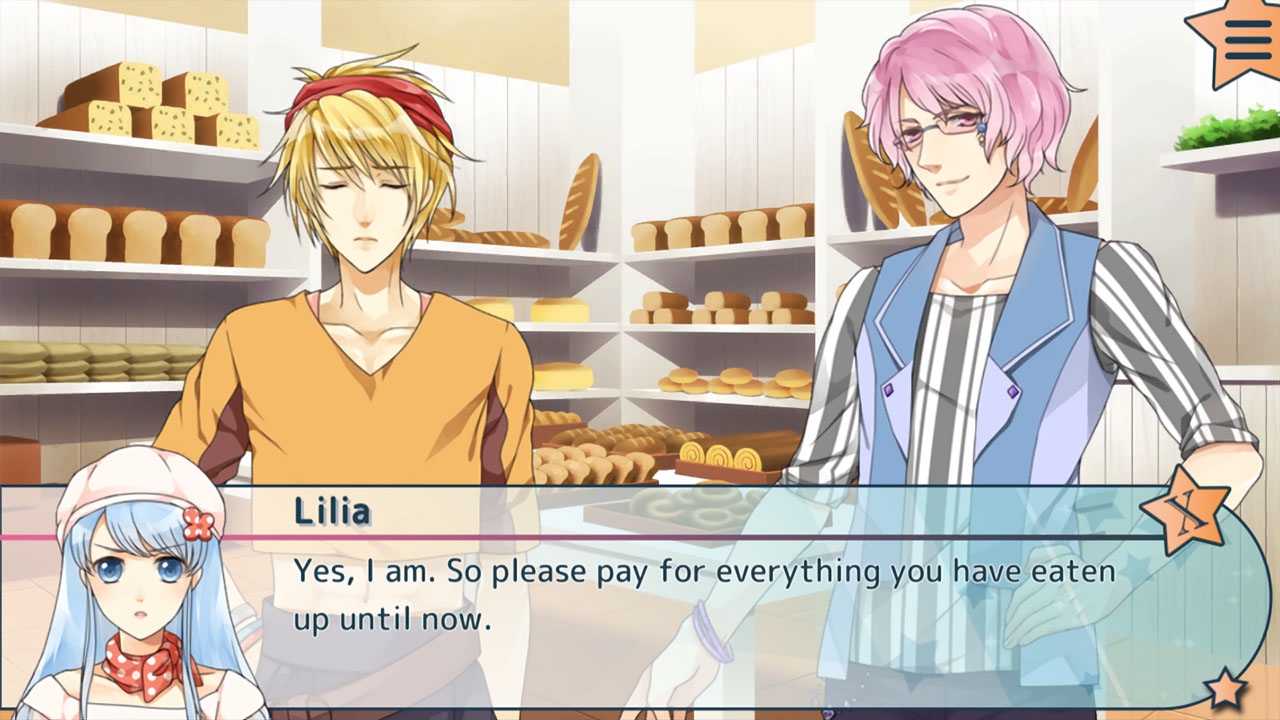 Lilia
Yes, I am. So please pay for everything you have eaten
up until now.
X